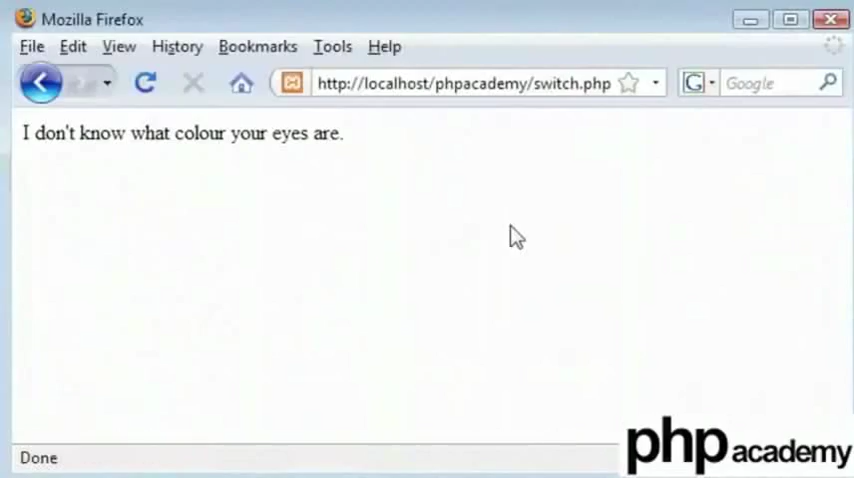 Mozilla Firefox
File Edit View History Bookmarks Tools Help
http://localhost/phpacademy/switch.php G Google
I don't know what colour your eyes are.
Done
php academy